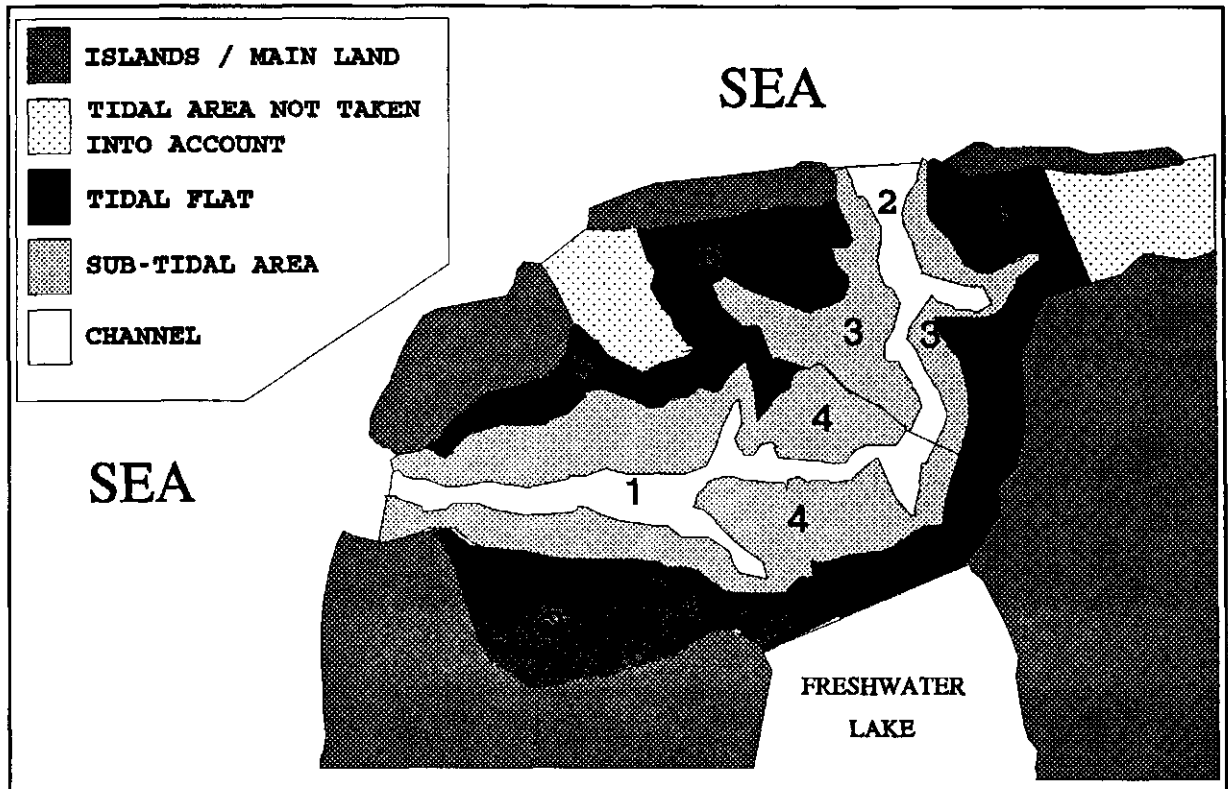 ISLANDS / MAIN LAND
TIDAL AREA NOT TAKEN
INTO ACCOUNT
TIDAL FLAT
SUB-TIDAL AREA
CHANNEL
SEA
SEA
2
3
3
4
1
4
FRESHWATER
LAKE